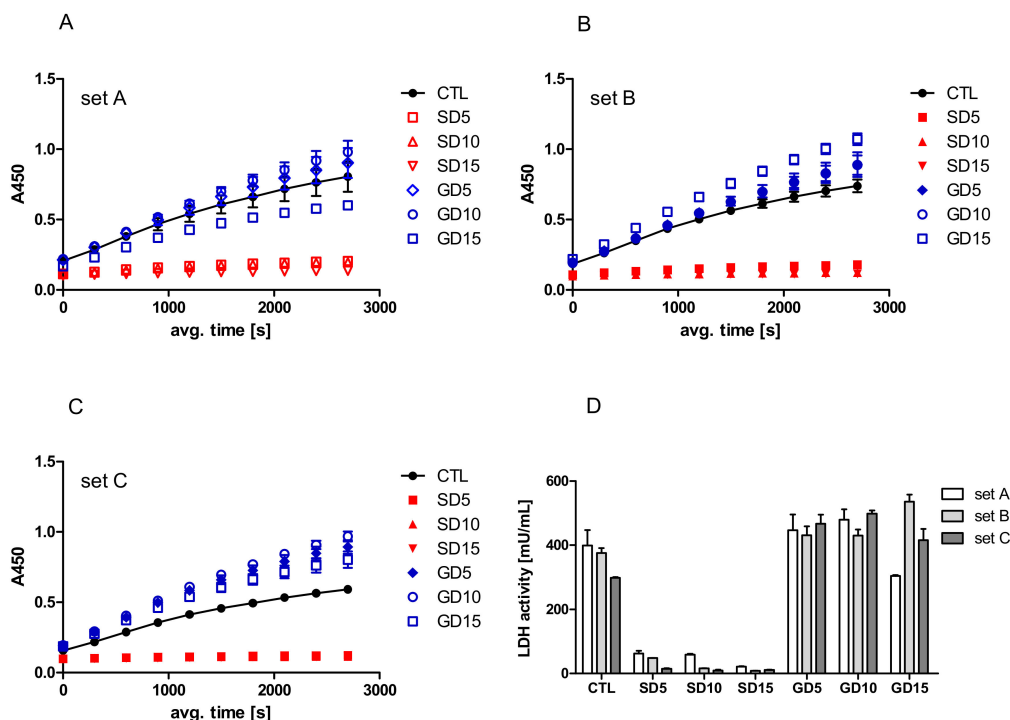 A
1.5
1.0
0.5
0.0
A450
set A
0
1000
2000
3000
avg. time [s]
CTL
SD5
SD10
SD15
GD5
GD10
GD15
B
1.5
1.0
0.5
0.0
A450
set B
0
1000
2000
3000
avg. time [s]
CTL
SD5
SD10
SD15
GD5
GD10
GD15
C
1.5
1.0
0.5
0.0
A450
set C
0
1000
2000
3000
avg. time [s]
CTL
SD5
SD10
SD15
GD5
GD10
GD15
D
600
400
200
0
LDH activity [mU/mL]
CTL
SD5
SD10
SD15
GD5
GD10
GD15
set A
set B
set C